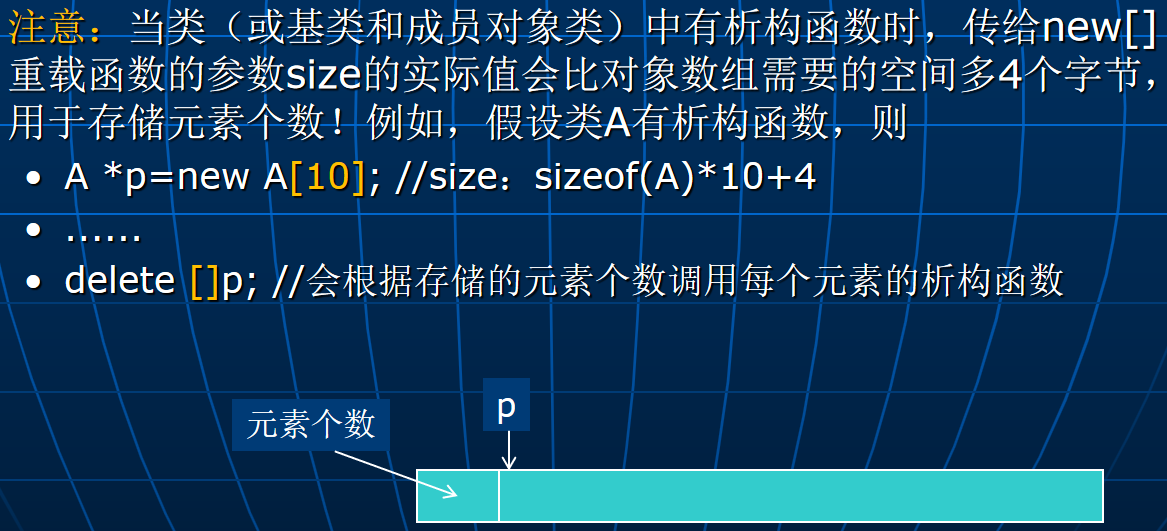 注意：当类（或基类和成员对象类）中有析构函数时，传给new[]
重载函数的参数size的实际值会比对象数组需要的空间多4个字节，
用于存储元素个数！例如，假设类A有析构函数，则
• A *p=new A[10]; //size：sizeof(A)*10+4
• ......
• delete []p; //会根据存储的元素个数调用每个元素的析构函数
p
元素个数